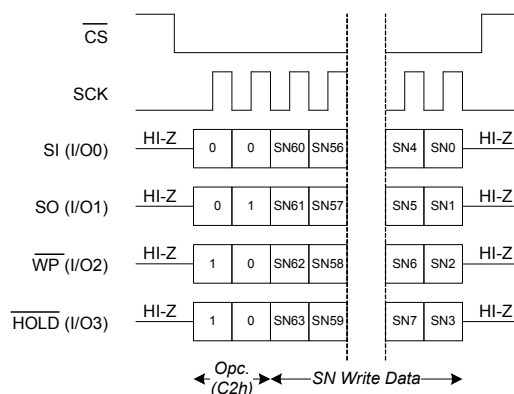 CS
SCK
SI (I/O0) HI-Z 0 0 SN60 SN56 SN4 SN0 HI-Z
SO (I/O1) HI-Z 0 1 SN61 SN57 SN5 SN1 HI-Z
WP (I/O2) HI-Z 1 0 SN62 SN58 SN6 SN2 HI-Z
HOLD (I/O3) HI-Z 1 0 SN63 SN59 SN7 SN3 HI-Z
Opc.
(C2h)
SN Write Data